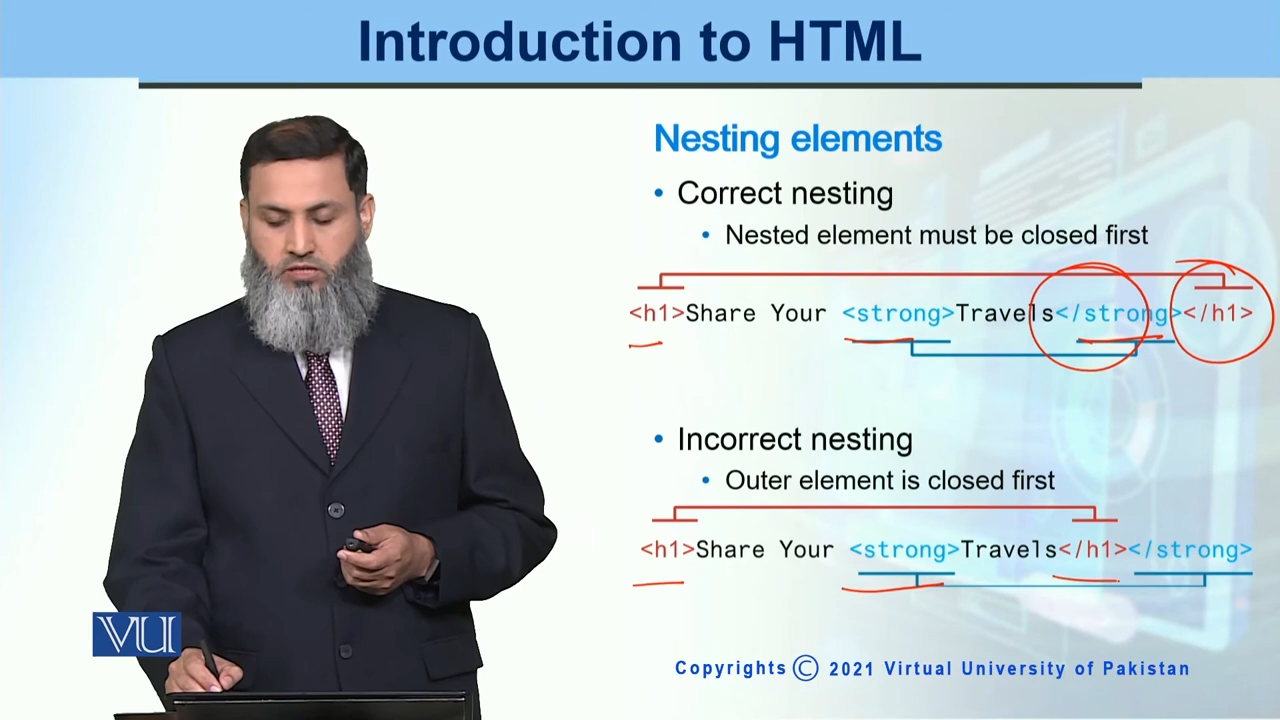 Introduction to HTML
Nesting elements
• Correct nesting
• Nested element must be closed first
<h1>Share Your <strong>Travels</strong></h1>
• Incorrect nesting
• Outer element is closed first
<h1>Share Your <strong>Travels</h1></strong>
VU
Copyrights © 2021 Virtual University of Pakistan